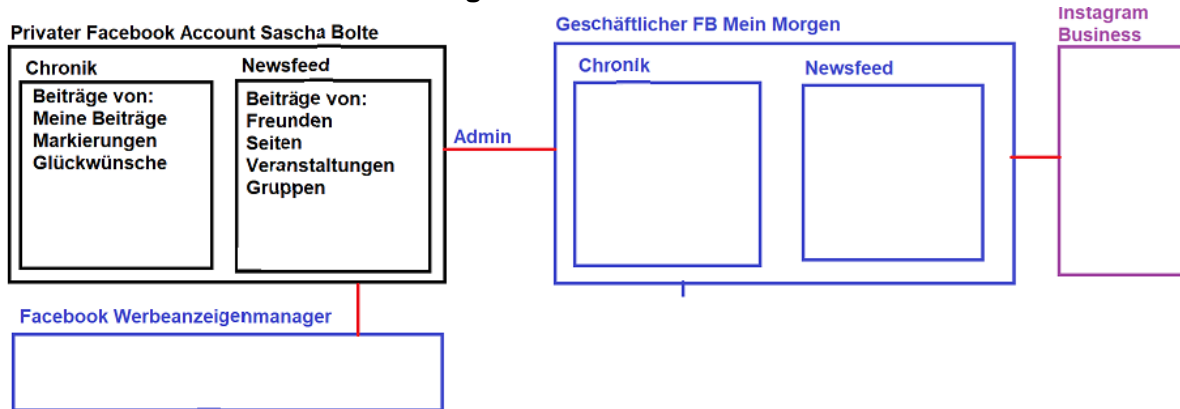 Privater Facebook Account Sascha Bolte
Chronik
Beiträge von:
Meine Beiträge
Markierungen
Glückwünsche
Newsfeed
Beiträge von:
Freunden
Seiten
Veranstaltungen
Gruppen
Admin
Geschäftlicher FB Mein Morgen
Chronik
Newsfeed
Instagram
Business
Facebook Werbeanzeigenmanager